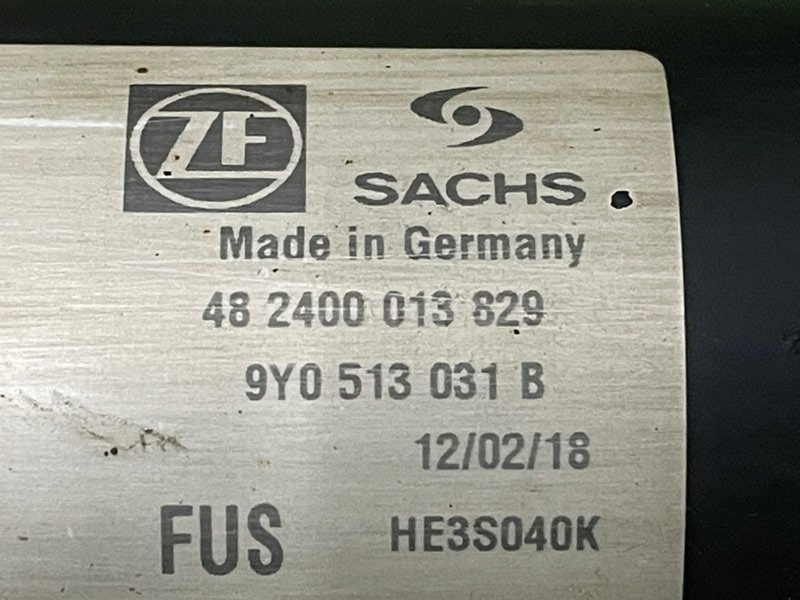 ZF
SACHS
Made in Germany
48 2400 013 829
9Y0 513 031 B
12/02/18
FUS HE3S040K